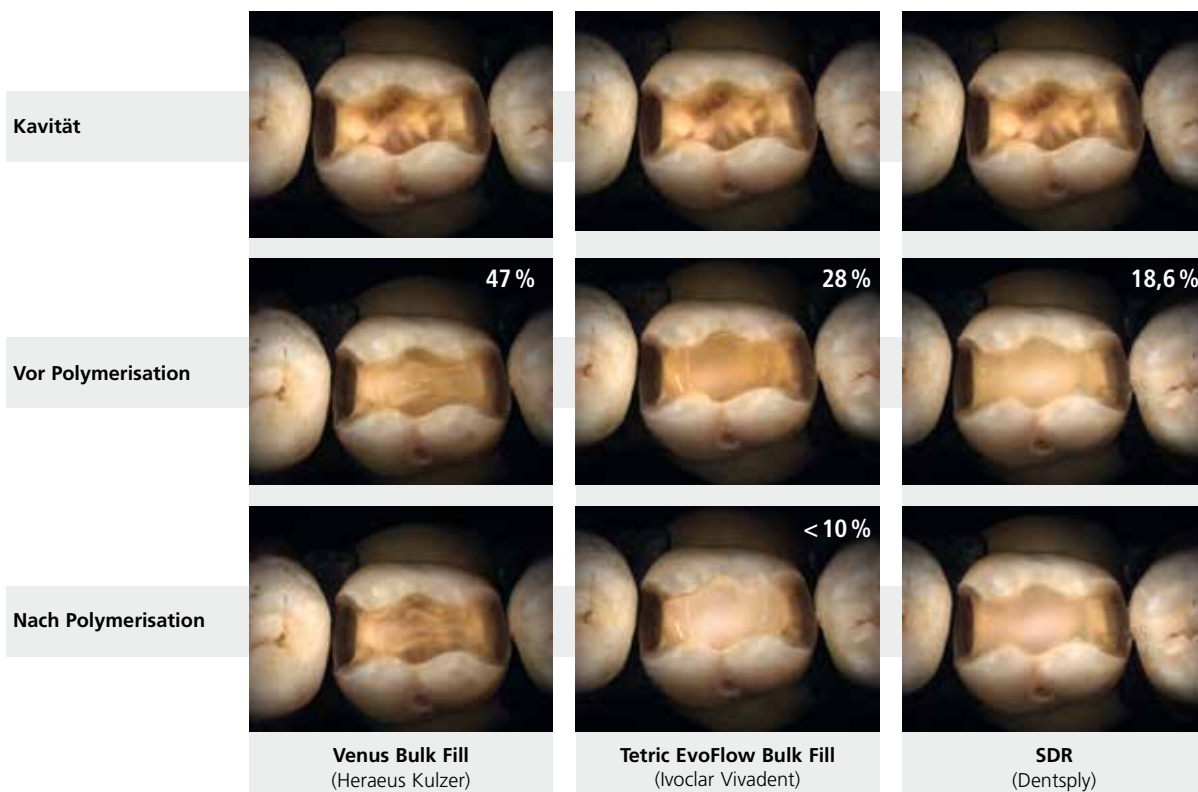 Kavität
47 %
28 %
18,6 %
Vor Polymerisation
< 10 %
Nach Polymerisation
Venus Bulk Fill
Tetric EvoFlow Bulk Fill
SDR
(Heraeus Kulzer)
(Ivoclar Vivadent)
(Dentsply)